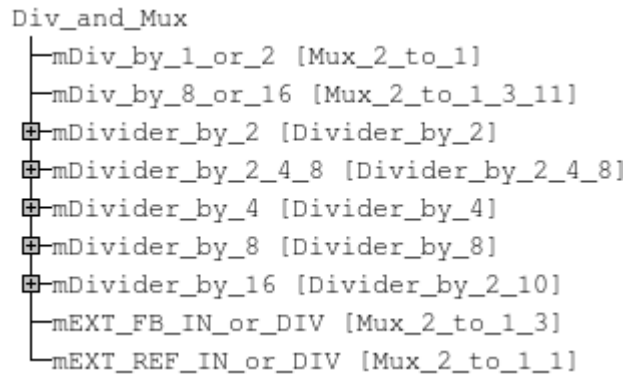 Div_and_Mux
mDiv_by_1_or_2 [Mux_2_to_1]
mDiv_by_8_or_16 [Mux_2_to_1_3_11]
mDivider_by_2 [Divider_by_2]
mDivider_by_2_4_8 [Divider_by_2_4_8]
mDivider_by_4 [Divider_by_4]
mDivider_by_8 [Divider_by_8]
mDivider_by_16 [Divider_by_2_10]
mEXT_FB_IN_or_DIV [Mux_2_to_1_3]
mEXT_REF_IN_or_DIV [Mux_2_to_1_1]